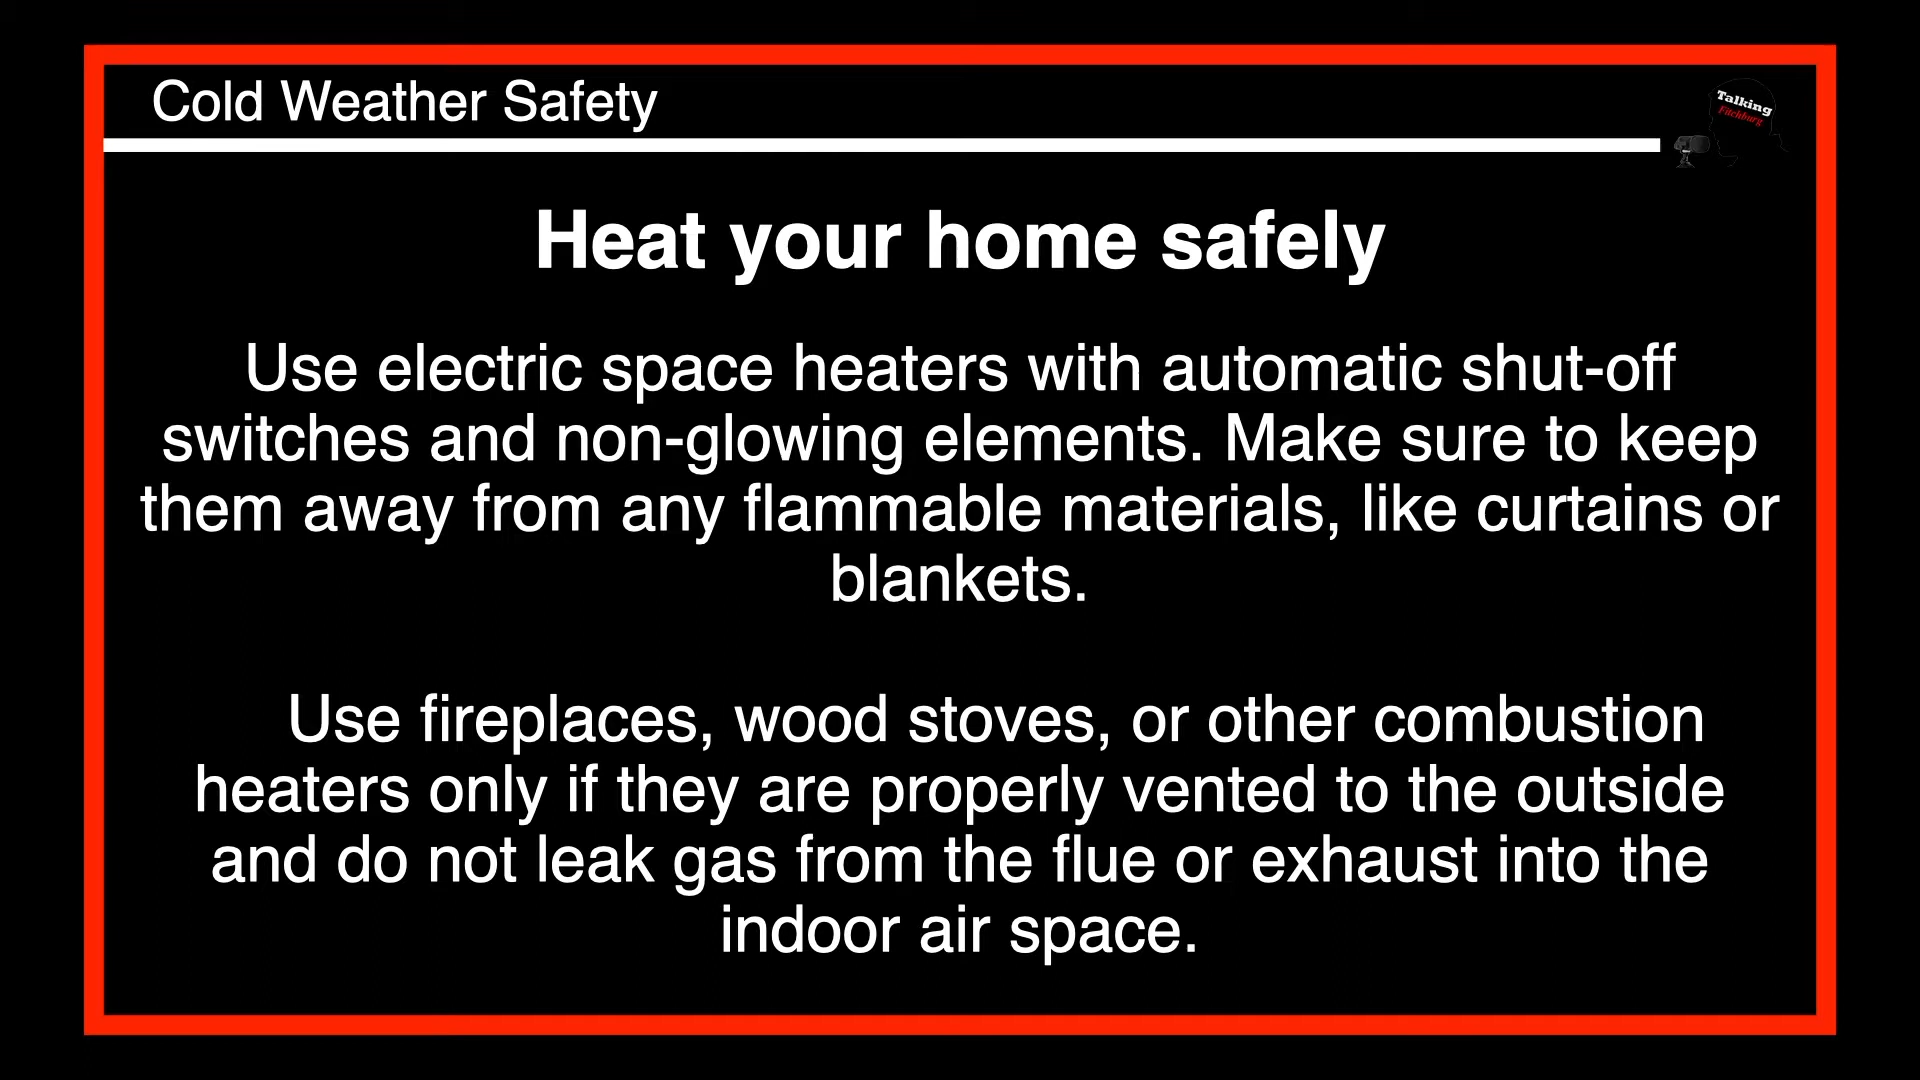 Cold Weather Safety
Talking
Fitchburg
Heat your home safely
Use electric space heaters with automatic shut-off
switches and non-glowing elements. Make sure to keep
them away from any flammable materials, like curtains or
blankets.
Use fireplaces, wood stoves, or other combustion
heaters only if they are properly vented to the outside
and do not leak gas from the flue or exhaust into the
indoor air space.